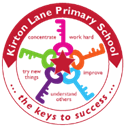 Kirton Lane Primary School
concentrate
work hard
try new
things
improve
understand
others
... the keys to success ...